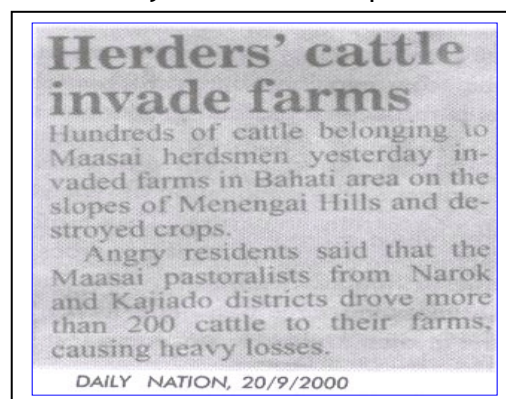 Herders' cattle
invade farms
Hundreds of cattle belonging to
Maasai herdsmen yesterday in-
vaded farms in Bahati area on the
slopes of Menengai Hills and de-
stroyed crops.
Angry residents said that the
Maasai pastoralists from Narok
and Kajiado districts drove more
than 200 cattle to their farms,
causing heavy losses.
DAILY NATION, 20/9/2000